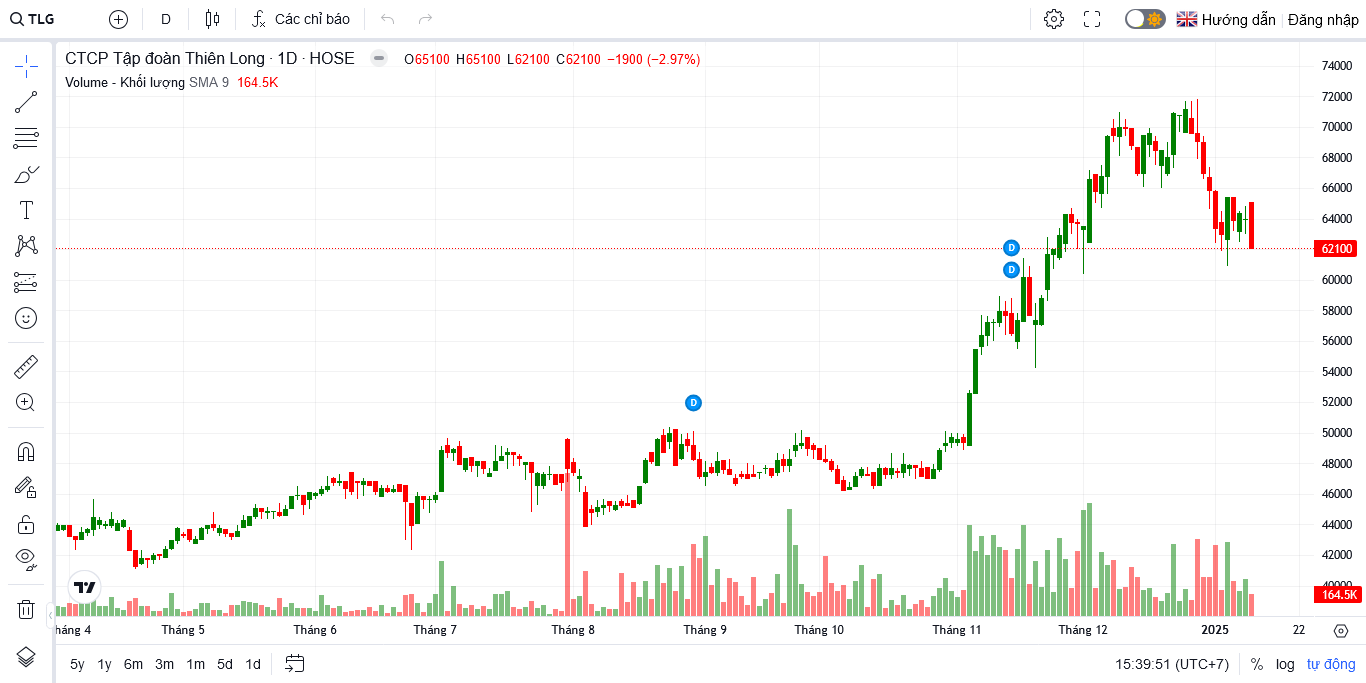 TLG D Các chỉ báo Hướng dẫn Đăng nhập
CTCP Tập đoàn Thiên Long · 1D · HOSE O65100 H65100 L62100 C62100 −1900 (−2.97%)
Volume - Khối lượng SMA 9 164.5K
74000
72000
70000
68000
66000
64000
62100
60000
58000
56000
54000
52000
50000
48000
46000
44000
42000
40000
164.5K
D
D
D
háng 4 Tháng 5 Tháng 6 Tháng 7 Tháng 8 Tháng 9 Tháng 10 Tháng 11 Tháng 12 2025 22
5y 1y 6m 3m 1m 5d 1d 15:39:51 (UTC+7) % log tự động